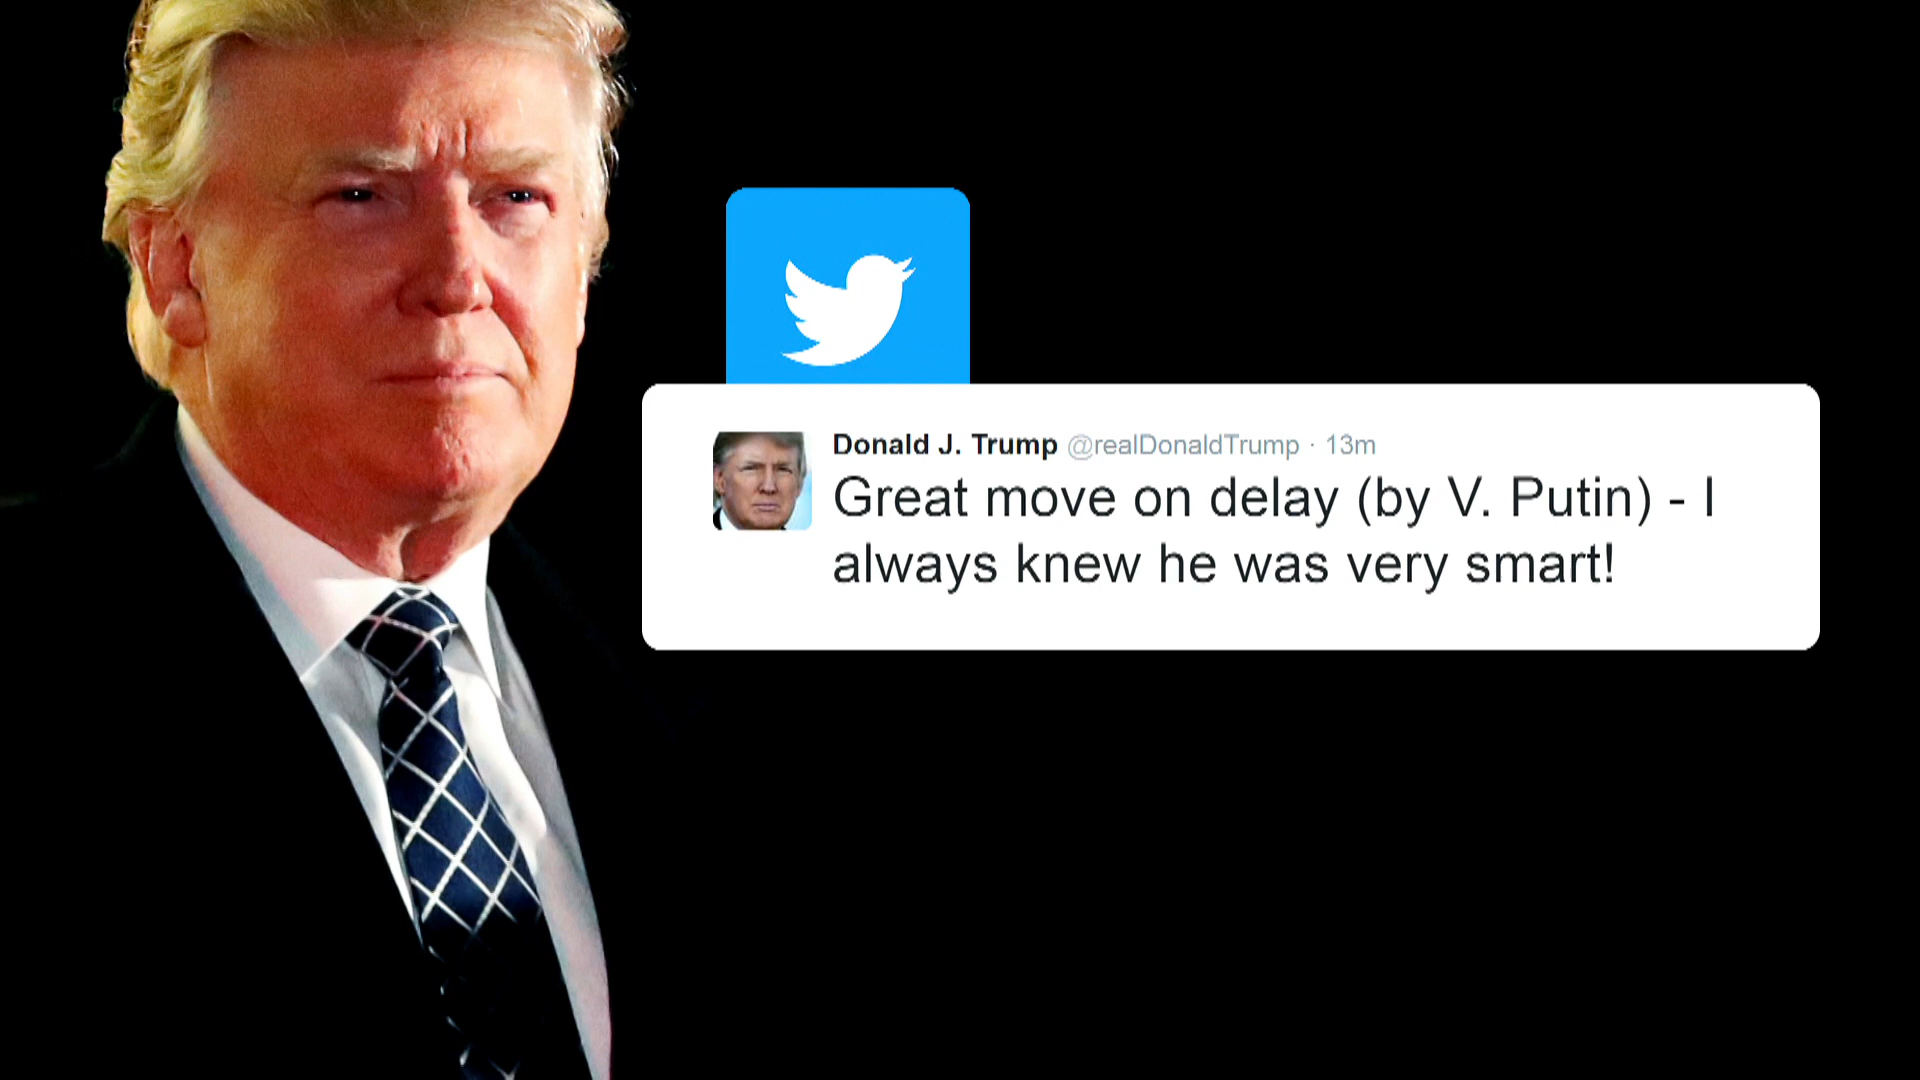 Donald J. Trump @realDonaldTrump · 13m
Great move on delay (by V. Putin) - I
always knew he was very smart!